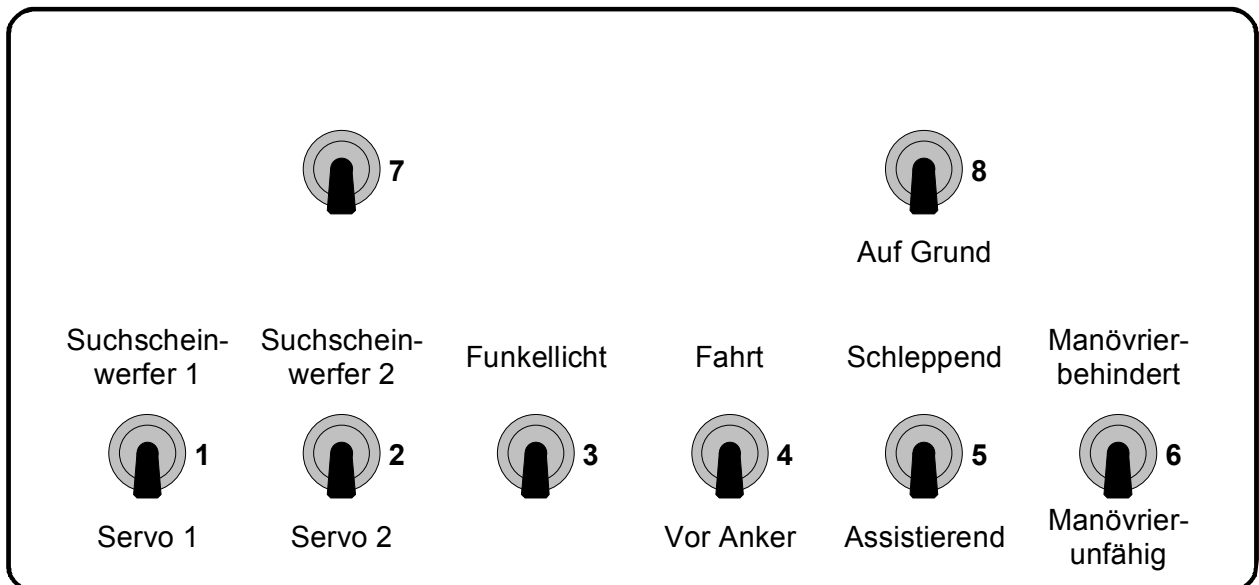 7
8
Auf Grund
Suchschein-
werfer 1
Suchschein-
werfer 2
Funkellicht
Fahrt
Schleppend
Manövrier-
behindert
1
2
3
4
5
6
Servo 1
Servo 2
Vor Anker
Assistierend
Manövrier-
unfähig